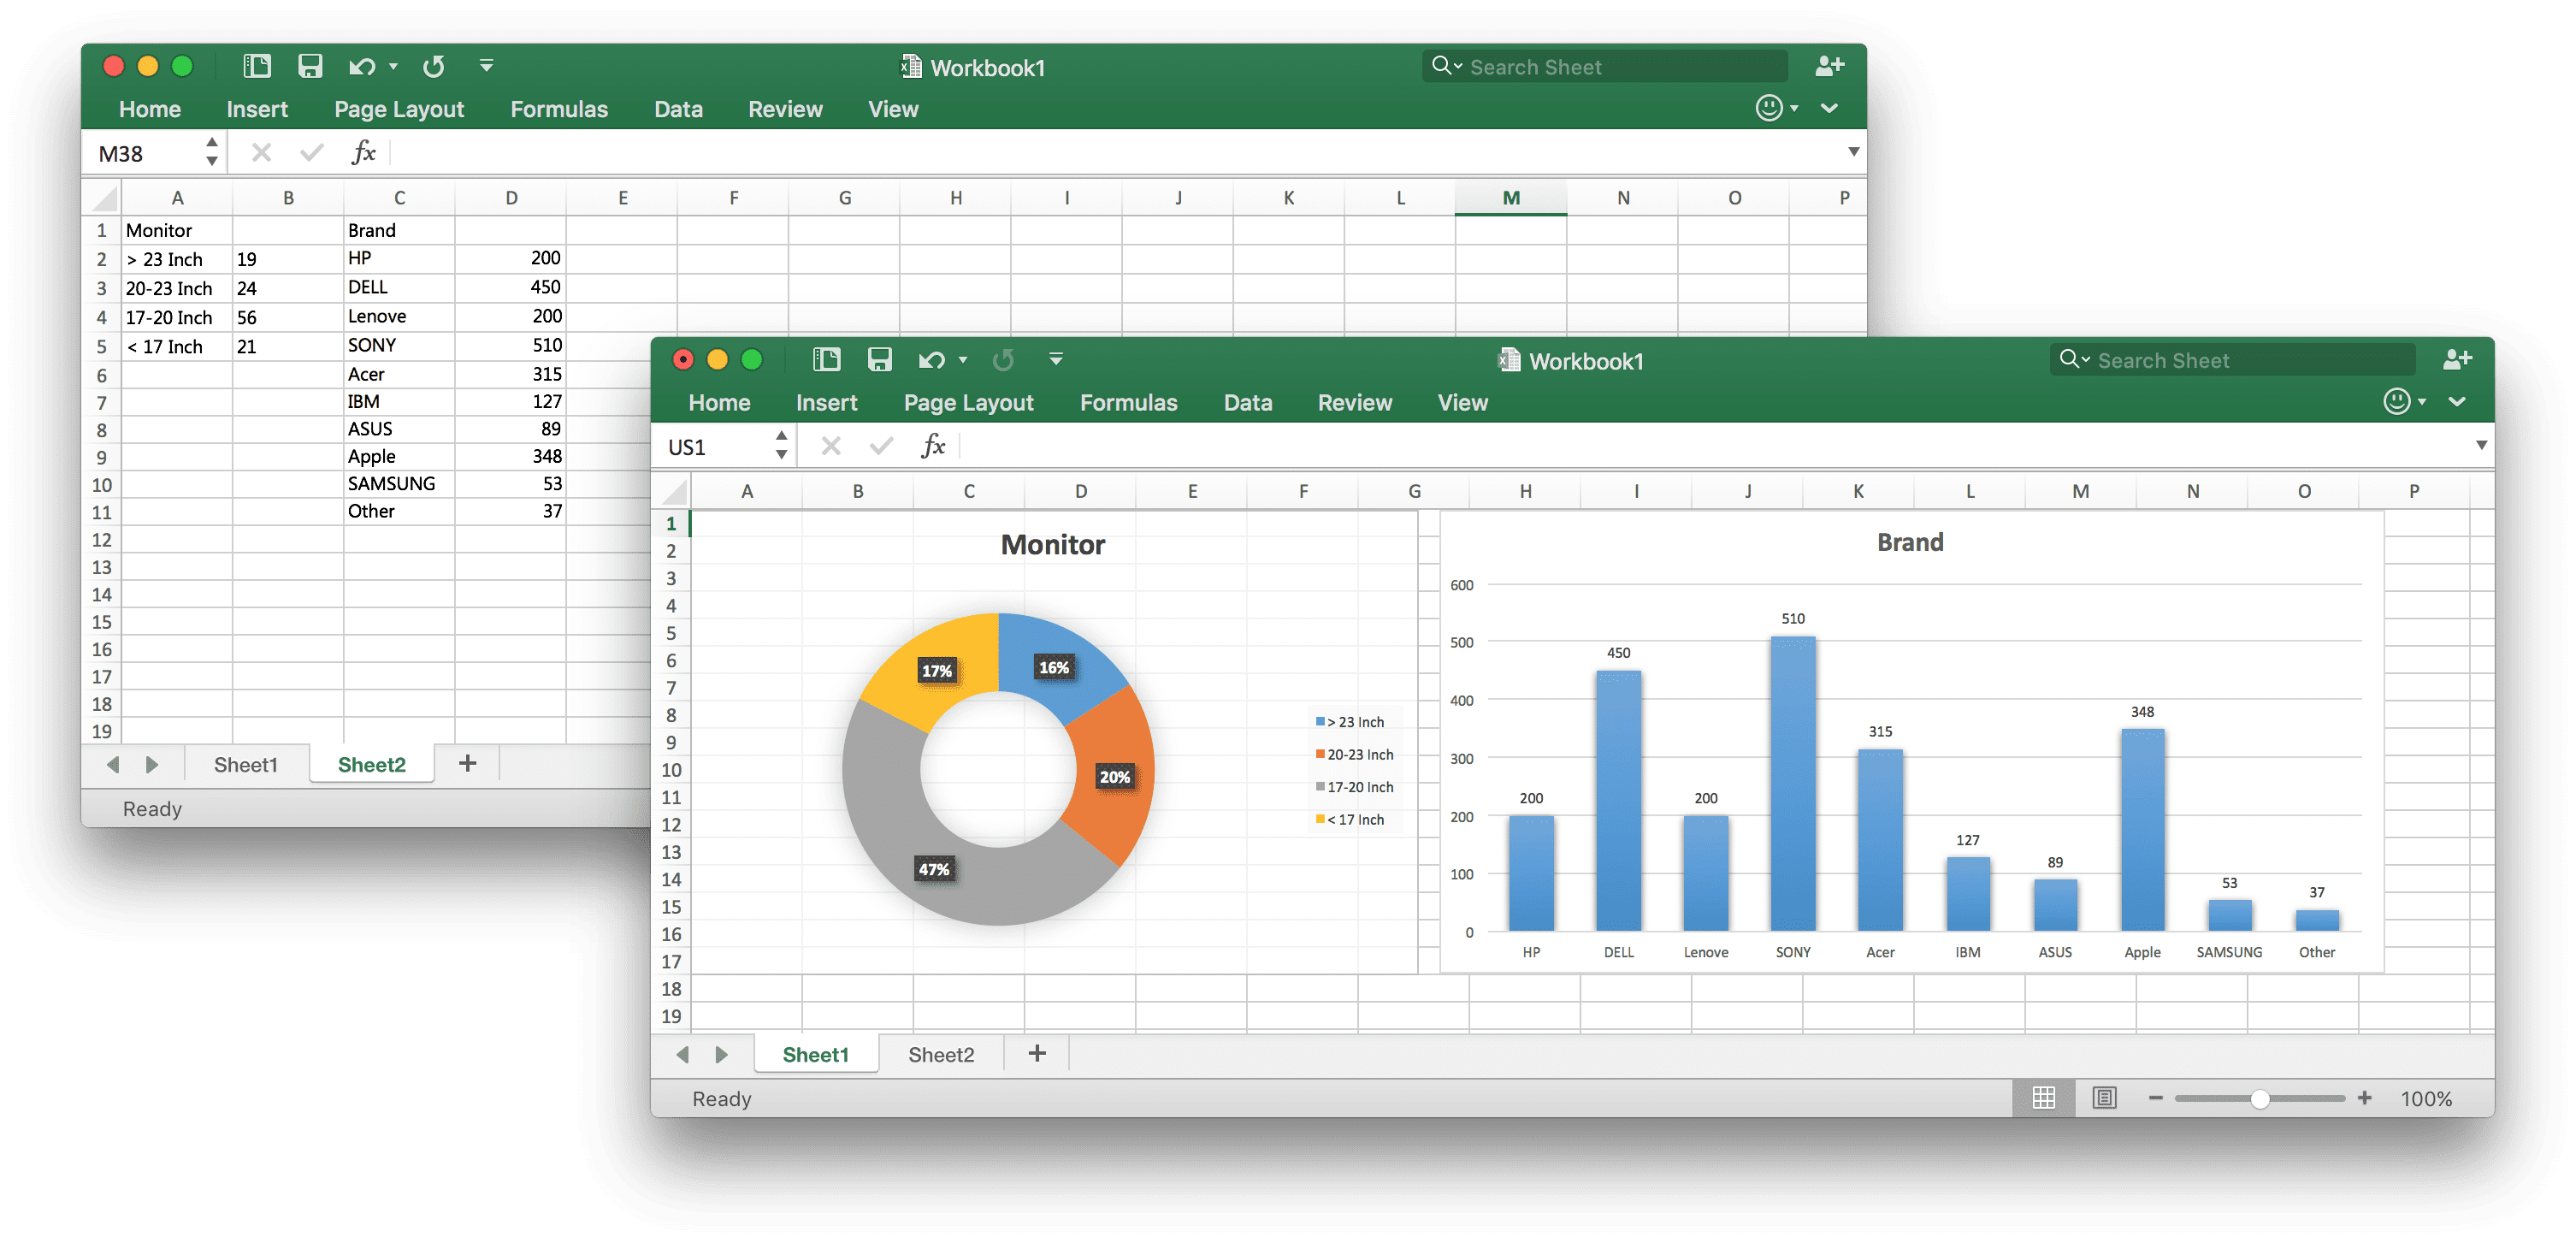 Workbook1
Search Sheet
Home Insert Page Layout Formulas Data Review View
M38 fx
A B C D E F G H I J K L M N O P
1 Monitor Brand
2 > 23 Inch 19 HP 200
3 20-23 Inch 24 DELL 450
4 17-20 Inch 56 Lenove 200
5 < 17 Inch 21 SONY 510
6 Acer 315
7 IBM 127
8 ASUS 89
9 Apple 348
10 SAMSUNG 53
11 Other 37
12
13
14
15
16
17
18
19
Sheet1 Sheet2 +
Ready
Workbook1
Search Sheet
Home Insert Page Layout Formulas Data Review View
US1 fx
A B C D E F G H I J K L M N O P
1
2
3
4
5
6
7
8
9
10
11
12
13
14
15
16
17
18
19
Monitor
17% 16%
20%
47%
> 23 Inch
20-23 Inch
17-20 Inch
< 17 Inch
Brand
600
500
400
300
200
100
0
200 450 200 510 315 127 89 348 53 37
HP DELL Lenove SONY Acer IBM ASUS Apple SAMSUNG Other
Sheet1 Sheet2 +
Ready
100%